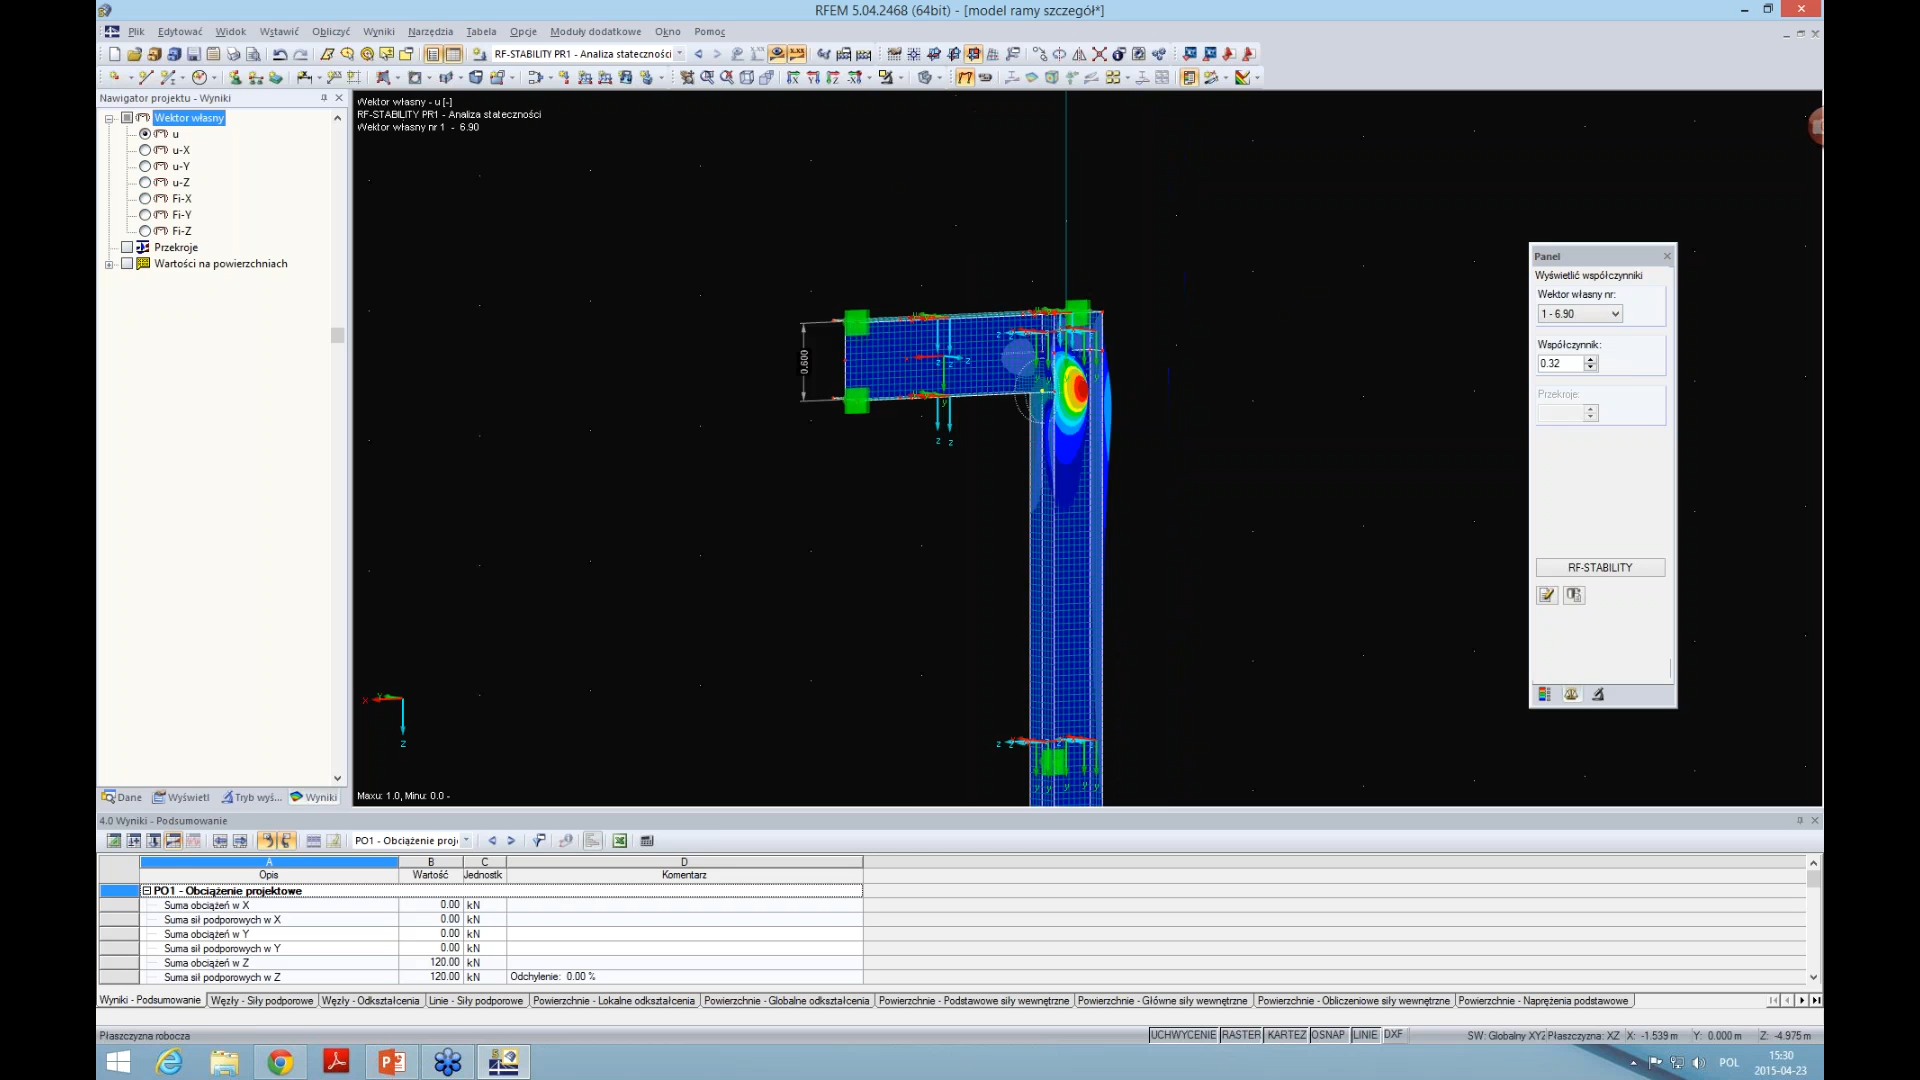 RFEM 5.04.2468 (64bit) - [model ramy szczegół*]
Plik Edytować Widok Wstawić Obliczyć Wyniki Narzędzia Tabela Opcje Moduły dodatkowe Okno Pomoc
RF-STABILITY PR1 - Analiza stateczności
Nawigator projektu - Wyniki
Wektor własny
u
u-X
u-Y
u-Z
Fi-X
Fi-Y
Fi-Z
Przekroje
Wartości na powierzchniach
Wektor własny - u [-]
RF-STABILITY PR1 - Analiza stateczności
Wektor własny nr 1 - 6.90
0.600
Maxu: 1.0, Minu: 0.0 -
Panel
Wyświetlić współczynniki
Wektor własny nr:
1 - 6.90
Współczynnik:
0.32
Przekroje:
RF-STABILITY
Dane Wyświetl Tryb wyś... Wyniki
4.0 Wyniki - Podsumowanie
PO1 - Obciążenie proj
A B C D
Opis Wartość Jednostk Komentarz
PO1 - Obciążenie projektowe
Suma obciążeń w X 0.00 kN
Suma sił podporowych w X 0.00 kN
Suma obciążeń w Y 0.00 kN
Suma sił podporowych w Y 0.00 kN
Suma obciążeń w Z 120.00 kN
Suma sił podporowych w Z 120.00 kN Odchylenie: 0.00 %
Wyniki - Podsumowanie Węzły - Siły podporowe Węzły - Odkształcenia Linie - Siły podporowe Powierzchnie - Lokalne odkształcenia Powierzchnie - Globalne odkształcenia Powierzchnie - Podstawowe siły wewnętrzne Powierzchnie - Główne siły wewnętrzne Powierzchnie - Obliczeniowe siły wewnętrzne Powierzchnie - Naprężenia podstawowe
Płaszczyzna robocza
UCHWYCENIE RASTER KARTEZ OSNAP LINIE DXF SW: Globalny XYZ Płaszczyzna: XZ X: -1.539 m Y: 0.000 m Z: -4.975 m
POL
15:30
2015-04-23